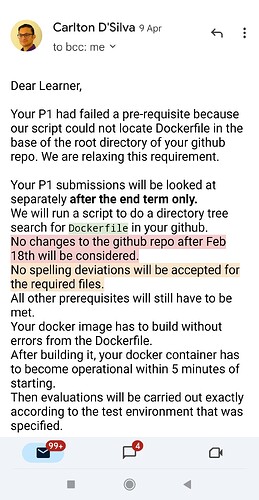 Carlton D'Silva 9 Apr
to bcc: me
Dear Learner,
Your P1 had failed a pre-requisite because
our script could not locate Dockerfile in the
base of the root directory of your github
repo. We are relaxing this requirement.
Your P1 submissions will be looked at
separately after the end term only.
We will run a script to do a directory tree
search for Dockerfile in your github.
No changes to the github repo after Feb
18th will be considered.
No spelling deviations will be accepted for
the required files.
All other prerequisites will still have to be
met.
Your docker image has to build without
errors from the Dockerfile.
After building it, your docker container has
to become operational within 5 minutes of
starting.
Then evaluations will be carried out exactly
according to the test environment that was
specified.
99+
4